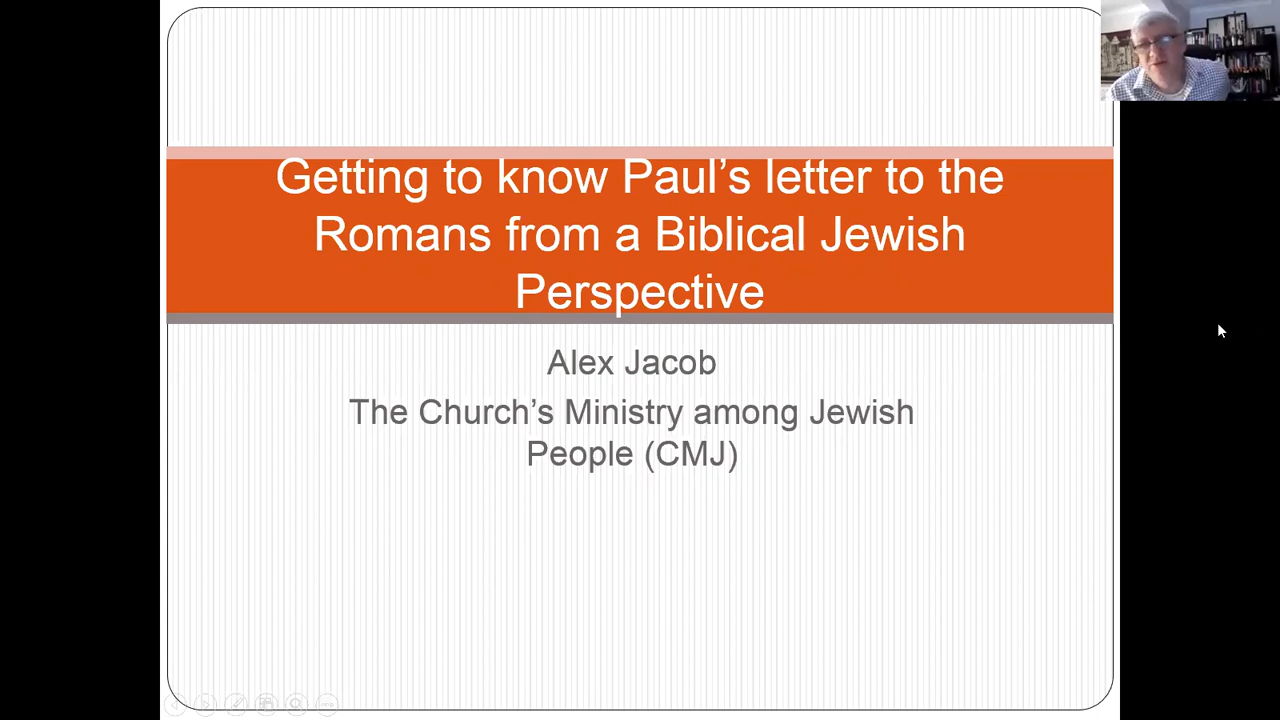 Getting to know Paul’s letter to the
Romans from a Biblical Jewish
Perspective
Alex Jacob
The Church’s Ministry among Jewish
People (CMJ)